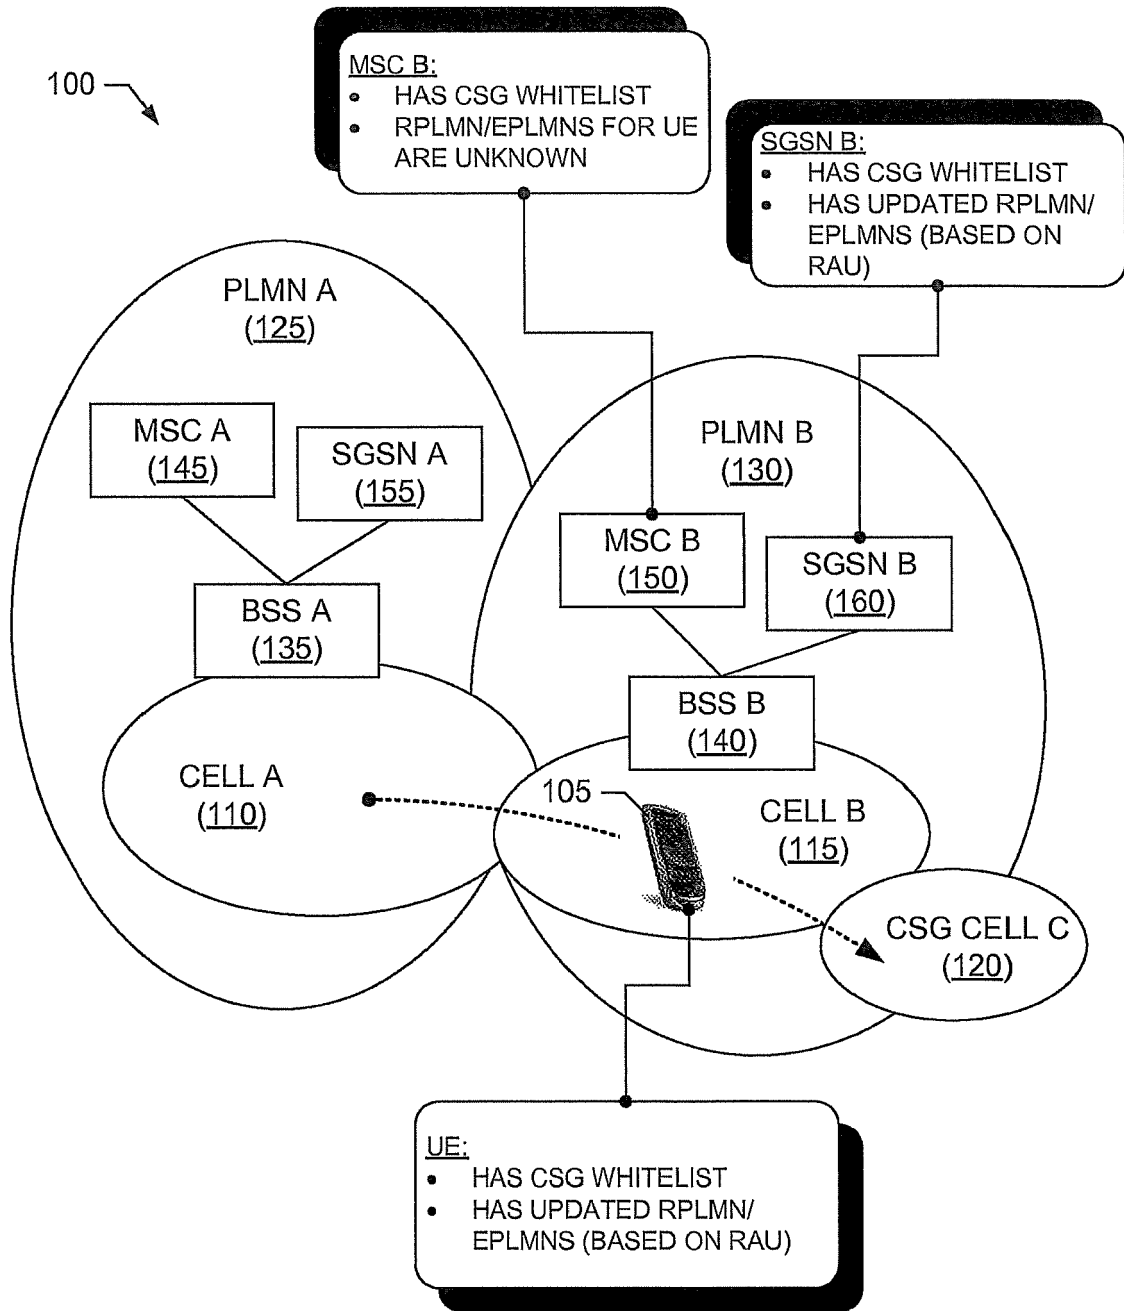 100
MSC B:
• HAS CSG WHITELIST
• RPLMN/EPLMNS FOR UE
ARE UNKNOWN
SGSN B:
• HAS CSG WHITELIST
• HAS UPDATED RPLMN/
EPLMNS (BASED ON
RAU)
PLMN A
(125)
MSC A
(145)
SGSN A
(155)
BSS A
(135)
CELL A
(110)
PLMN B
(130)
MSC B
(150)
SGSN B
(160)
BSS B
(140)
105
CELL B
(115)
CSG CELL C
(120)
UE:
• HAS CSG WHITELIST
• HAS UPDATED RPLMN/
EPLMNS (BASED ON RAU)